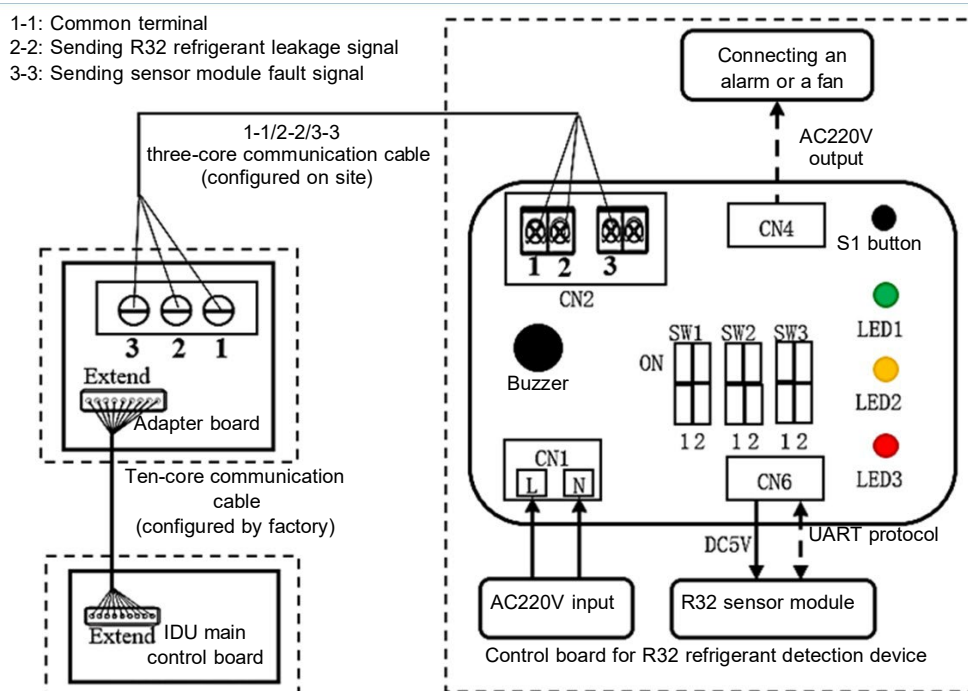 1-1: Common terminal
2-2: Sending R32 refrigerant leakage signal
3-3: Sending sensor module fault signal
Connecting an
alarm or a fan
1-1/2-2/3-3
three-core communication cable
(configured on site)
AC220V
output
CN4
S1 button
1 2 3
CN2
LED1
3 2 1
SW1 SW2 SW3
ON
Buzzer
Extend
Adapter board
LED2
1 2 1 2 1 2
CN1
L N
CN6
LED3
Ten-core communication
cable
(configured by factory)
DC5V
UART protocol
AC220V input
R32 sensor module
Extend
IDU main
control board
Control board for R32 refrigerant detection device